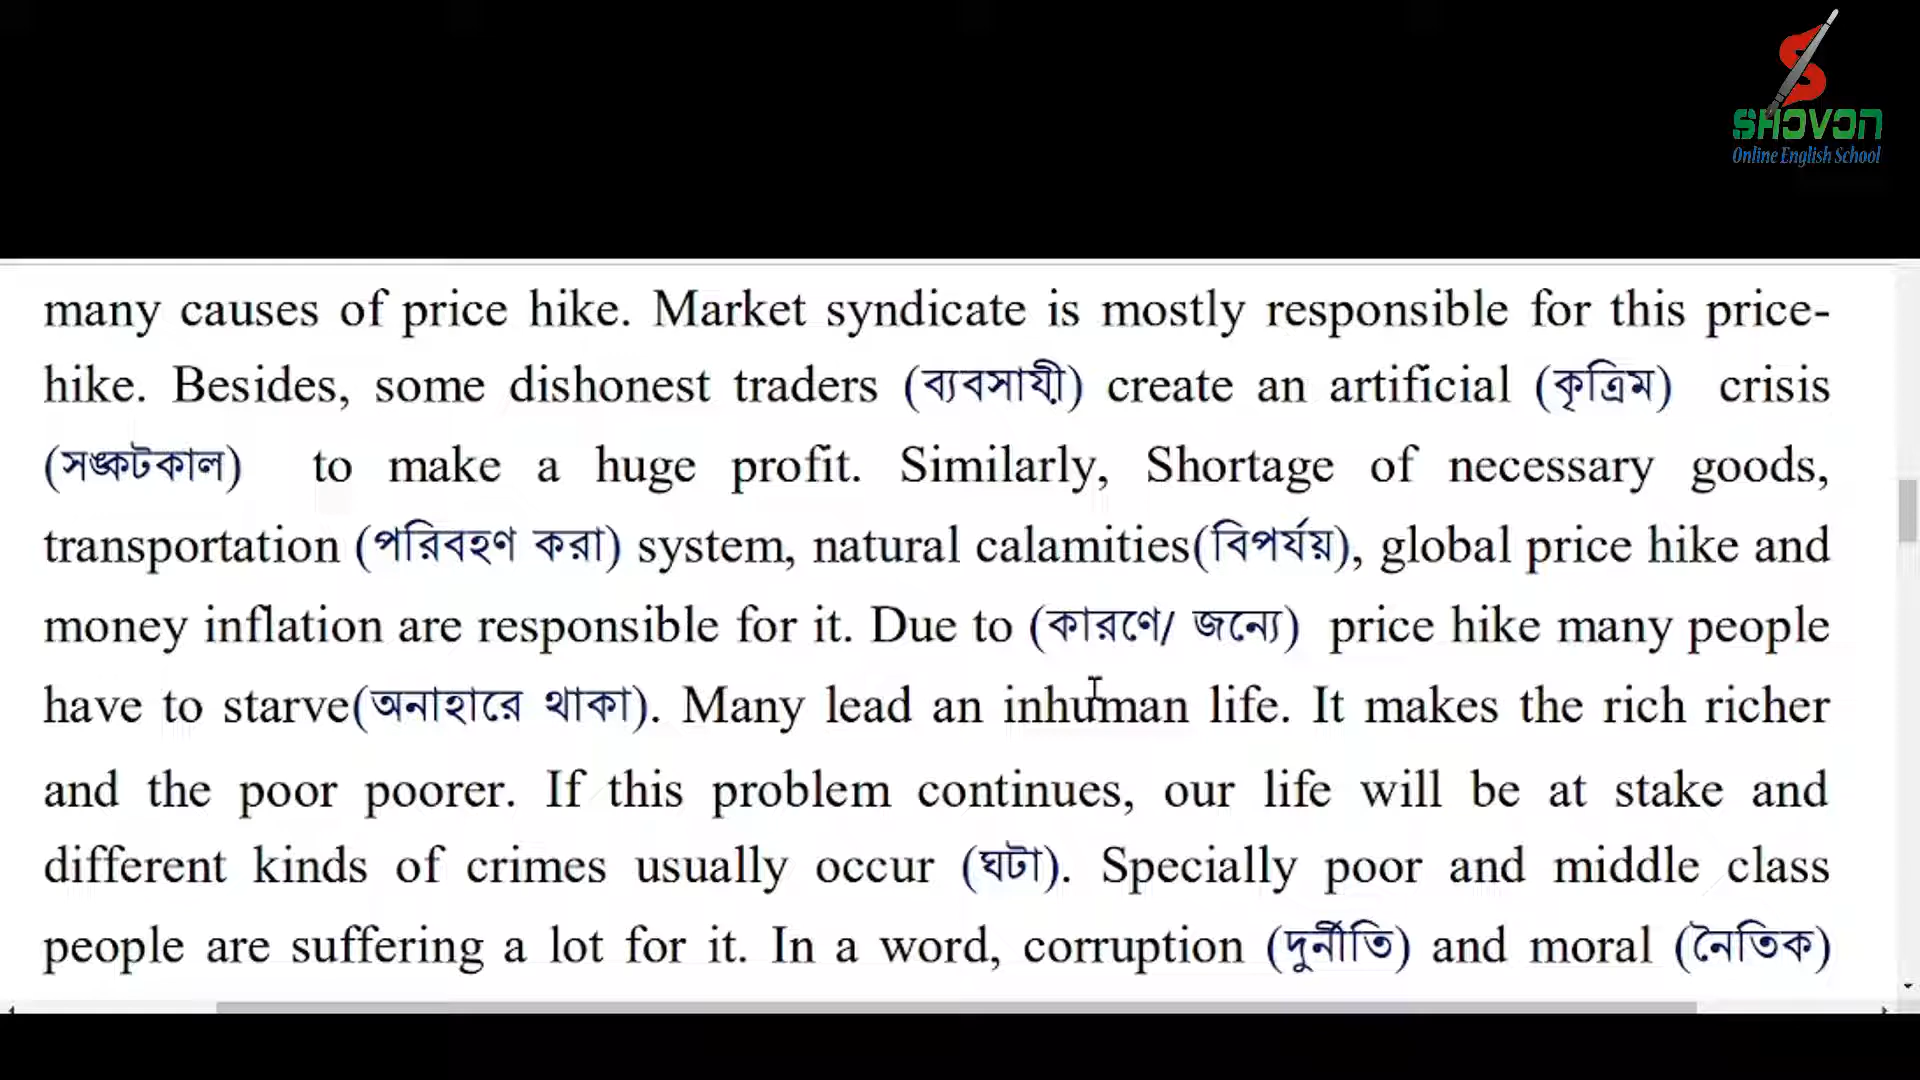 SHOVON
Online English School
many causes of price hike. Market syndicate is mostly responsible for this price-
hike. Besides, some dishonest traders (ব্যবসায়ী) create an artificial (কৃত্রিম) crisis
(সঙ্কটকাল) to make a huge profit. Similarly, Shortage of necessary goods,
transportation (পরিবহণ করা) system, natural calamities(বিপর্যয়), global price hike and
money inflation are responsible for it. Due to (কারণে/ জন্যে) price hike many people
have to starve(অনাহারে থাকা). Many lead an inhuman life. It makes the rich richer
and the poor poorer. If this problem continues, our life will be at stake and
different kinds of crimes usually occur (ঘটা). Specially poor and middle class
people are suffering a lot for it. In a word, corruption (দুর্নীতি) and moral (নৈতিক)